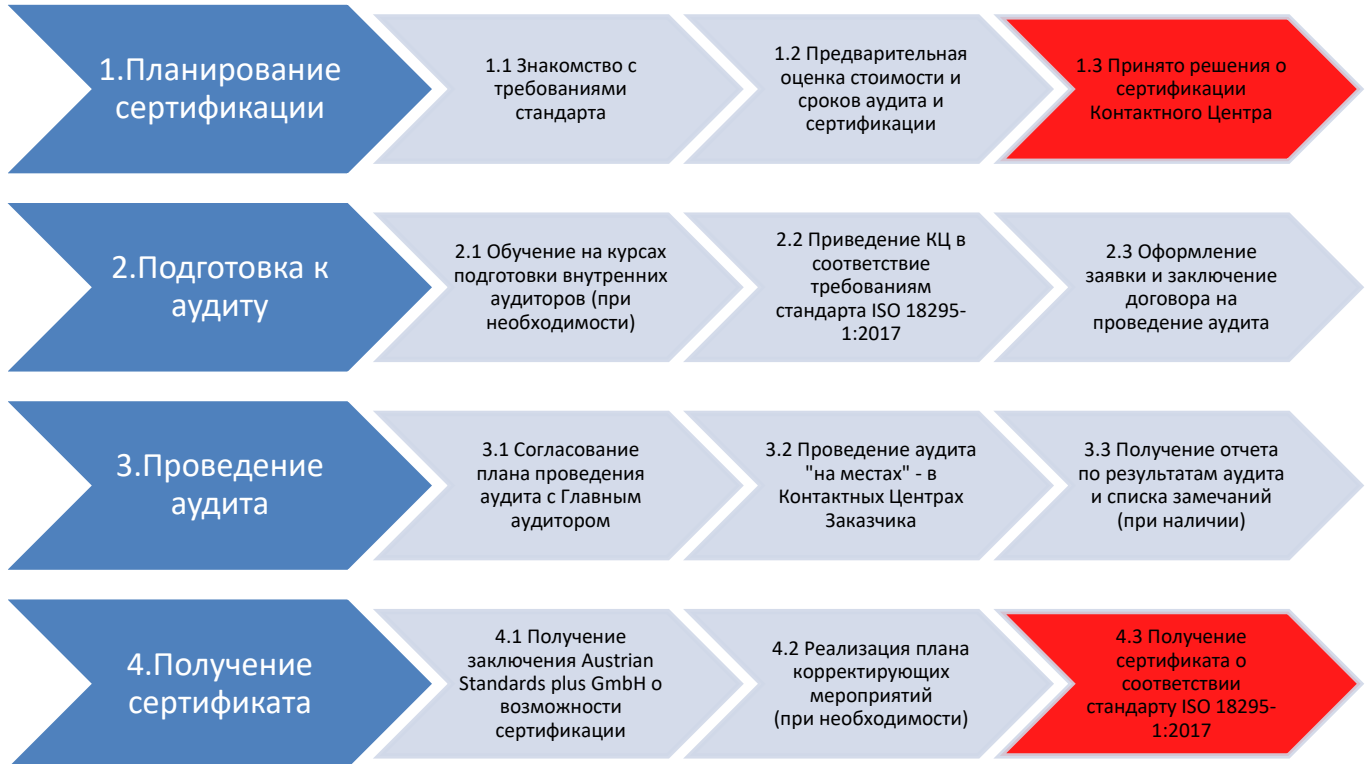 1.Планирование
сертификации
1.1 Знакомство с
требованиями
стандарта
1.2 Предварительная
оценка стоимости и
сроков аудита и
сертификации
1.3 Принято решения о
сертификации
Контактного Центра
2.Подготовка к
аудиту
2.1 Обучение на курсах
подготовки внутренних
аудиторов (при
необходимости)
2.2 Приведение КЦ в
соответствие
требованиям
стандарта ISO 18295-
1:2017
2.3 Оформление
заявки и заключение
договора на
проведение аудита
3.Проведение
аудита
3.1 Согласование
плана проведения
аудита с Главным
аудитором
3.2 Проведение аудита
"на местах" - в
Контактных Центрах
Заказчика
3.3 Получение отчета
по результатам аудита
и списка замечаний
(при наличии)
4.Получение
сертификата
4.1 Получение
заключения Austrian
Standards plus GmbH о
возможности
сертификации
4.2 Реализация плана
корректирующих
мероприятий
(при необходимости)
4.3 Получение
сертификата о
соответствии
стандарту ISO 18295-
1:2017